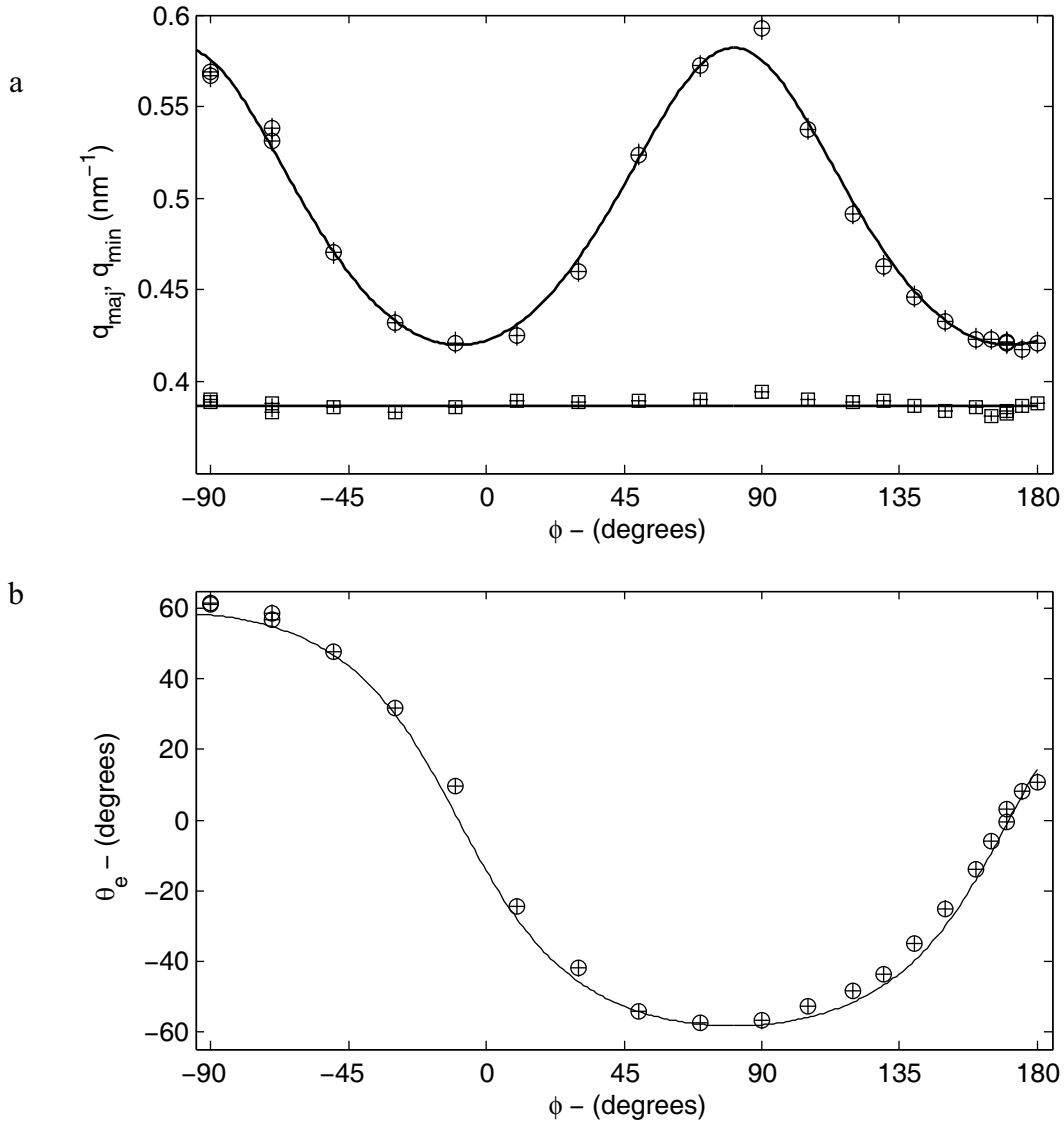 a
0.6
0.55
0.5
0.45
0.4
q_maj, q_min (nm⁻¹)
−90 −45 0 45 90 135 180
ϕ − (degrees)
b
60
40
20
0
−20
−40
−60
θ_e − (degrees)
−90 −45 0 45 90 135 180
ϕ − (degrees)